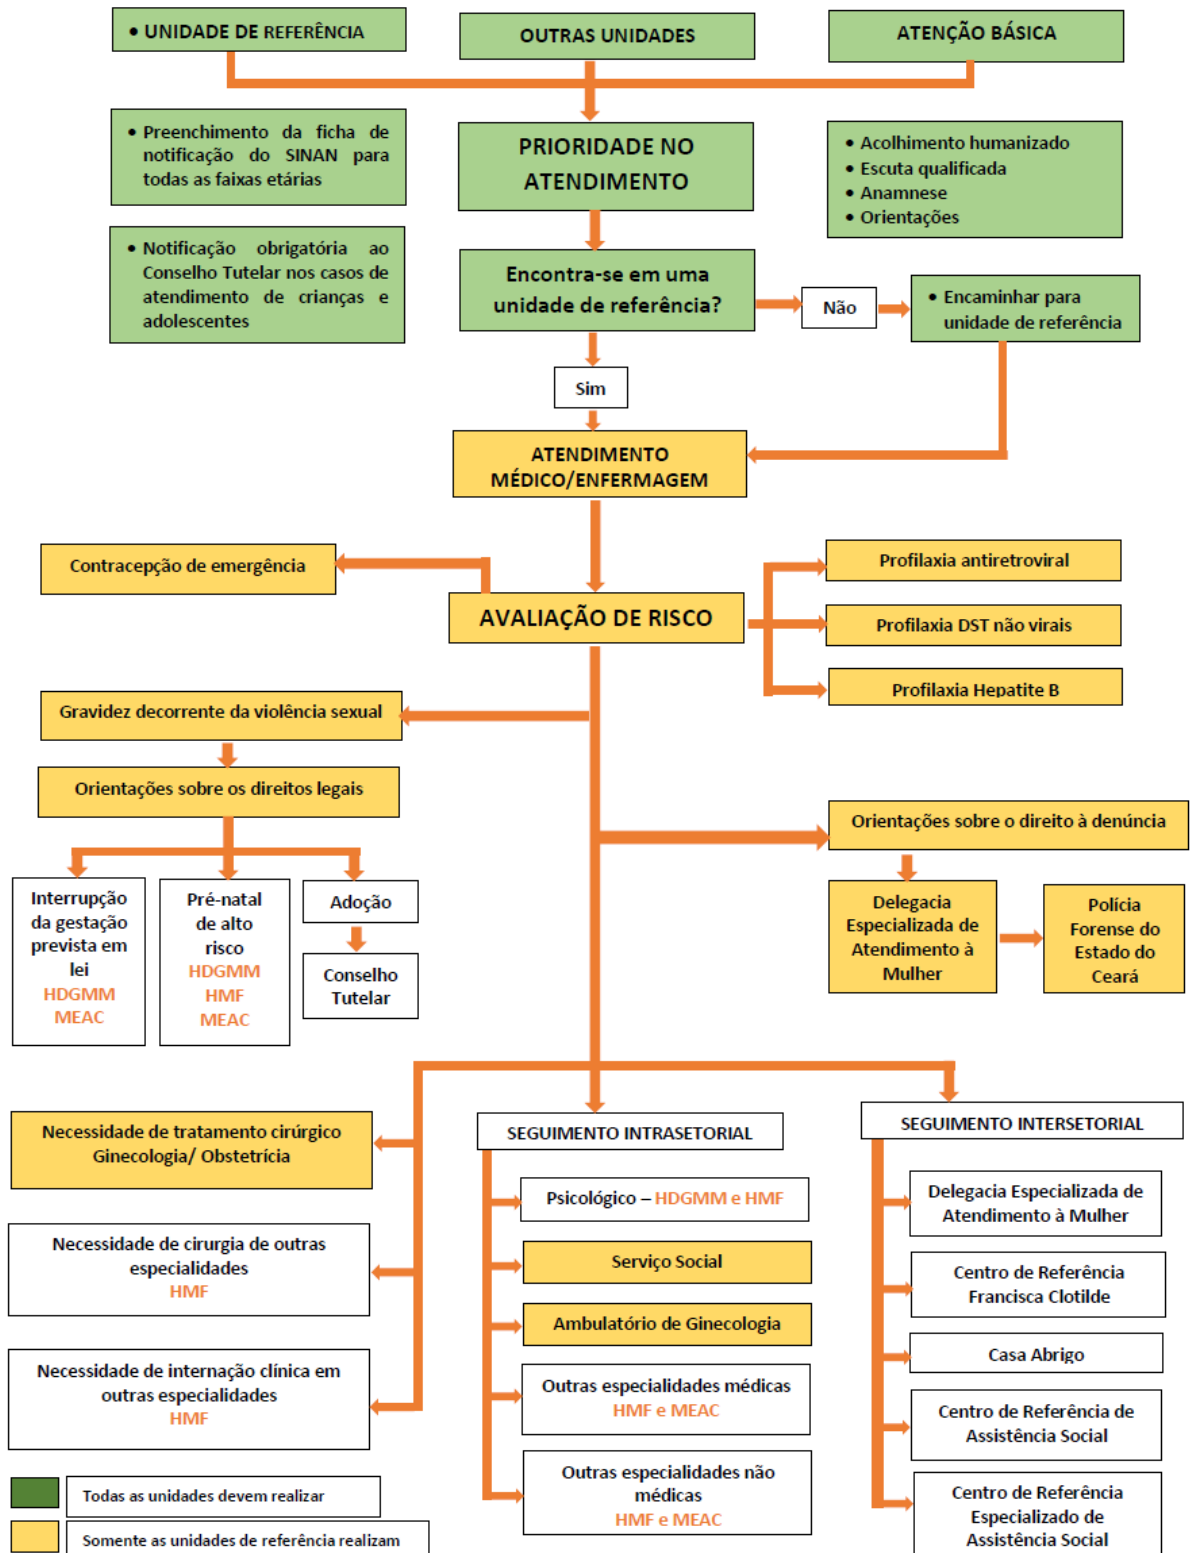 • UNIDADE DE REFERÊNCIA
OUTRAS UNIDADES
ATENÇÃO BÁSICA
• Preenchimento da ficha de
notificação do SINAN para
todas as faixas etárias
PRIORIDADE NO
ATENDIMENTO
• Acolhimento humanizado
• Escuta qualificada
• Anamnese
• Orientações
• Notificação obrigatória ao
Conselho Tutelar nos casos de
atendimento de crianças e
adolescentes
Encontra-se em uma
unidade de referência?
Não
• Encaminhar para
unidade de referência
Sim
ATENDIMENTO
MÉDICO/ENFERMAGEM
Contracepção de emergência
AVALIAÇÃO DE RISCO
Profilaxia antiretroviral
Profilaxia DST não virais
Profilaxia Hepatite B
Gravidez decorrente da violência sexual
Orientações sobre os direitos legais
Interrupção
da gestação
prevista em
lei
HDGMM
MEAC
Pré-natal
de alto
risco
HDGMM
HMF
MEAC
Adoção
Conselho
Tutelar
Orientações sobre o direito à denúncia
Delegacia
Especializada de
Atendimento à
Mulher
Polícia
Forense do
Estado do
Ceará
Necessidade de tratamento cirúrgico
Ginecologia/ Obstetrícia
Necessidade de cirurgia de outras
especialidades
HMF
Necessidade de internação clínica em
outras especialidades
HMF
SEGUIMENTO INTRASETORIAL
Psicológico – HDGMM e HMF
Serviço Social
Ambulatório de Ginecologia
Outras especialidades médicas
HMF e MEAC
Outras especialidades não
médicas
HMF e MEAC
SEGUIMENTO INTERSETORIAL
Delegacia Especializada de
Atendimento à Mulher
Centro de Referência
Francisca Clotilde
Casa Abrigo
Centro de Referência de
Assistência Social
Centro de Referência
Especializado de
Assistência Social
Todas as unidades devem realizar
Somente as unidades de referência realizam